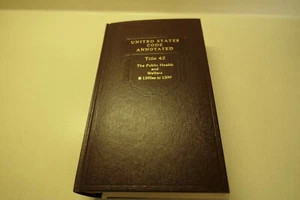 UNITED STATES
CODE
ANNOTATED
Title 42
The Public Health
and
Welfare